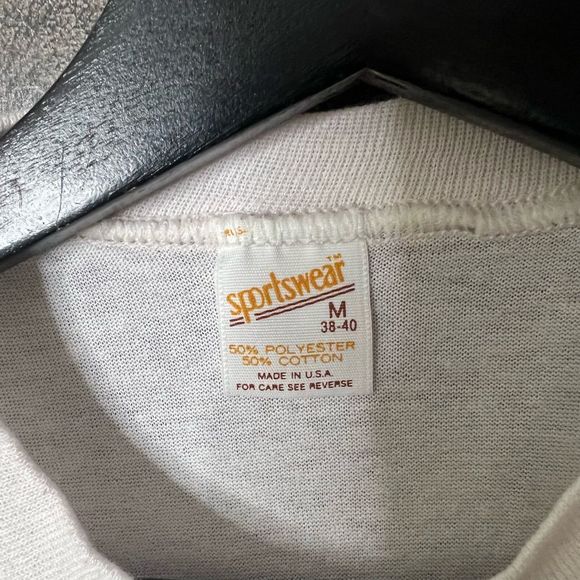 sportswear™
M
38-40
50% POLYESTER
50% COTTON
MADE IN U.S.A.
FOR CARE SEE REVERSE